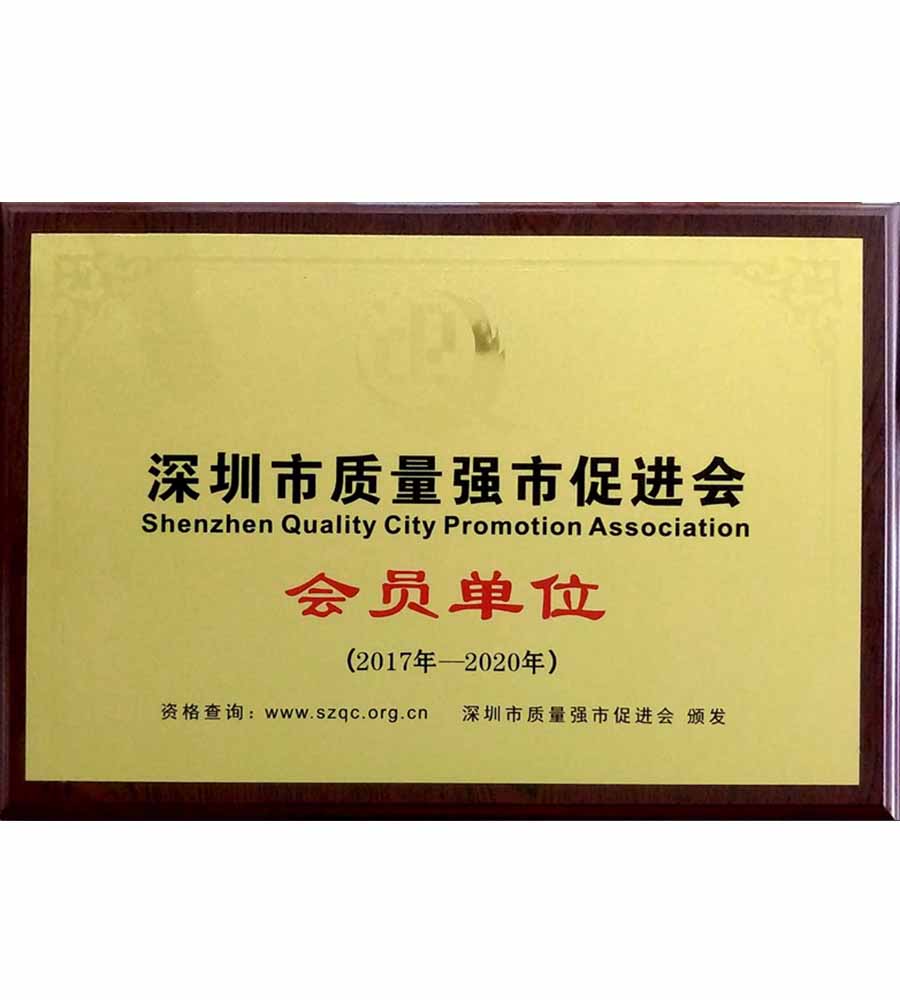 深圳市质量强市促进会
Shenzhen Quality City Promotion Association
会员单位
(2017年—2020年)
资格查询：www.szqc.org.cn 深圳市质量强市促进会 颁发